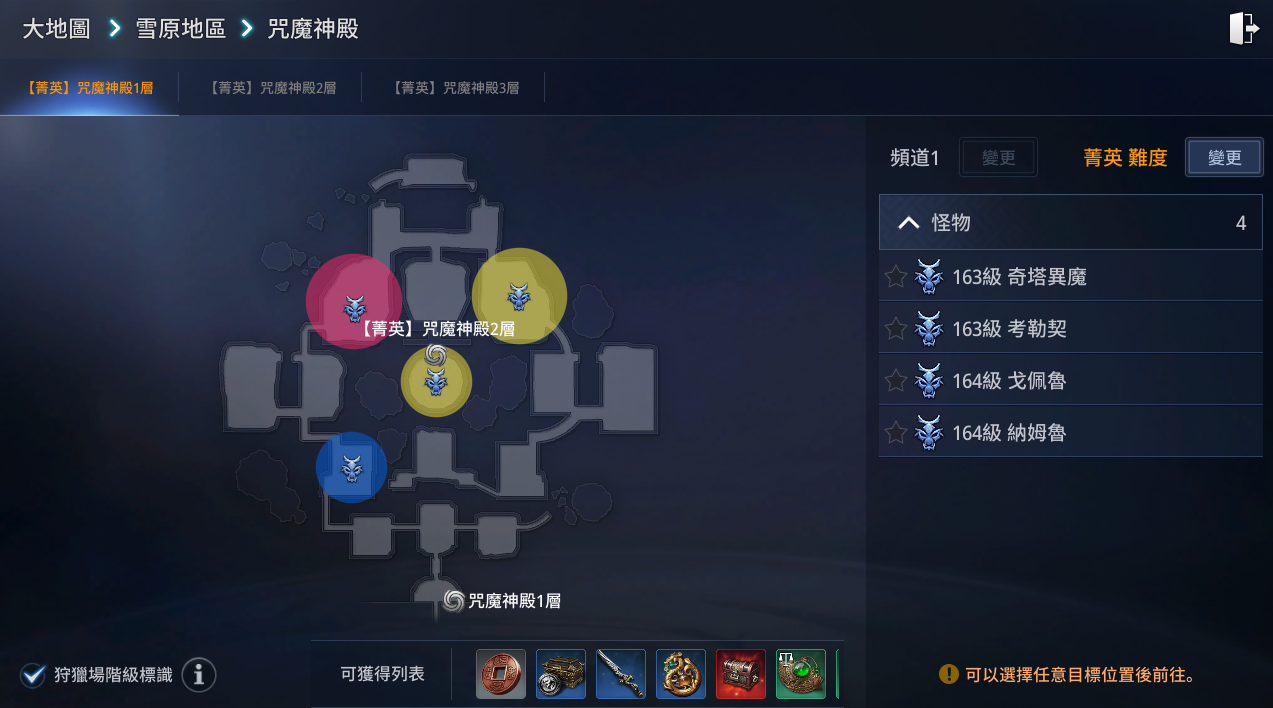 大地圖 雪原地區 咒魔神殿
【菁英】咒魔神殿1層 【菁英】咒魔神殿2層 【菁英】咒魔神殿3層
頻道1 變更 菁英 難度 變更
怪物 4
163級 奇塔異魔
163級 考勒契
164級 戈佩魯
164級 納姆魯
【菁英】咒魔神殿2層
咒魔神殿1層
狩獵場階級標識
可獲得列表
可以選擇任意目標位置後前往。